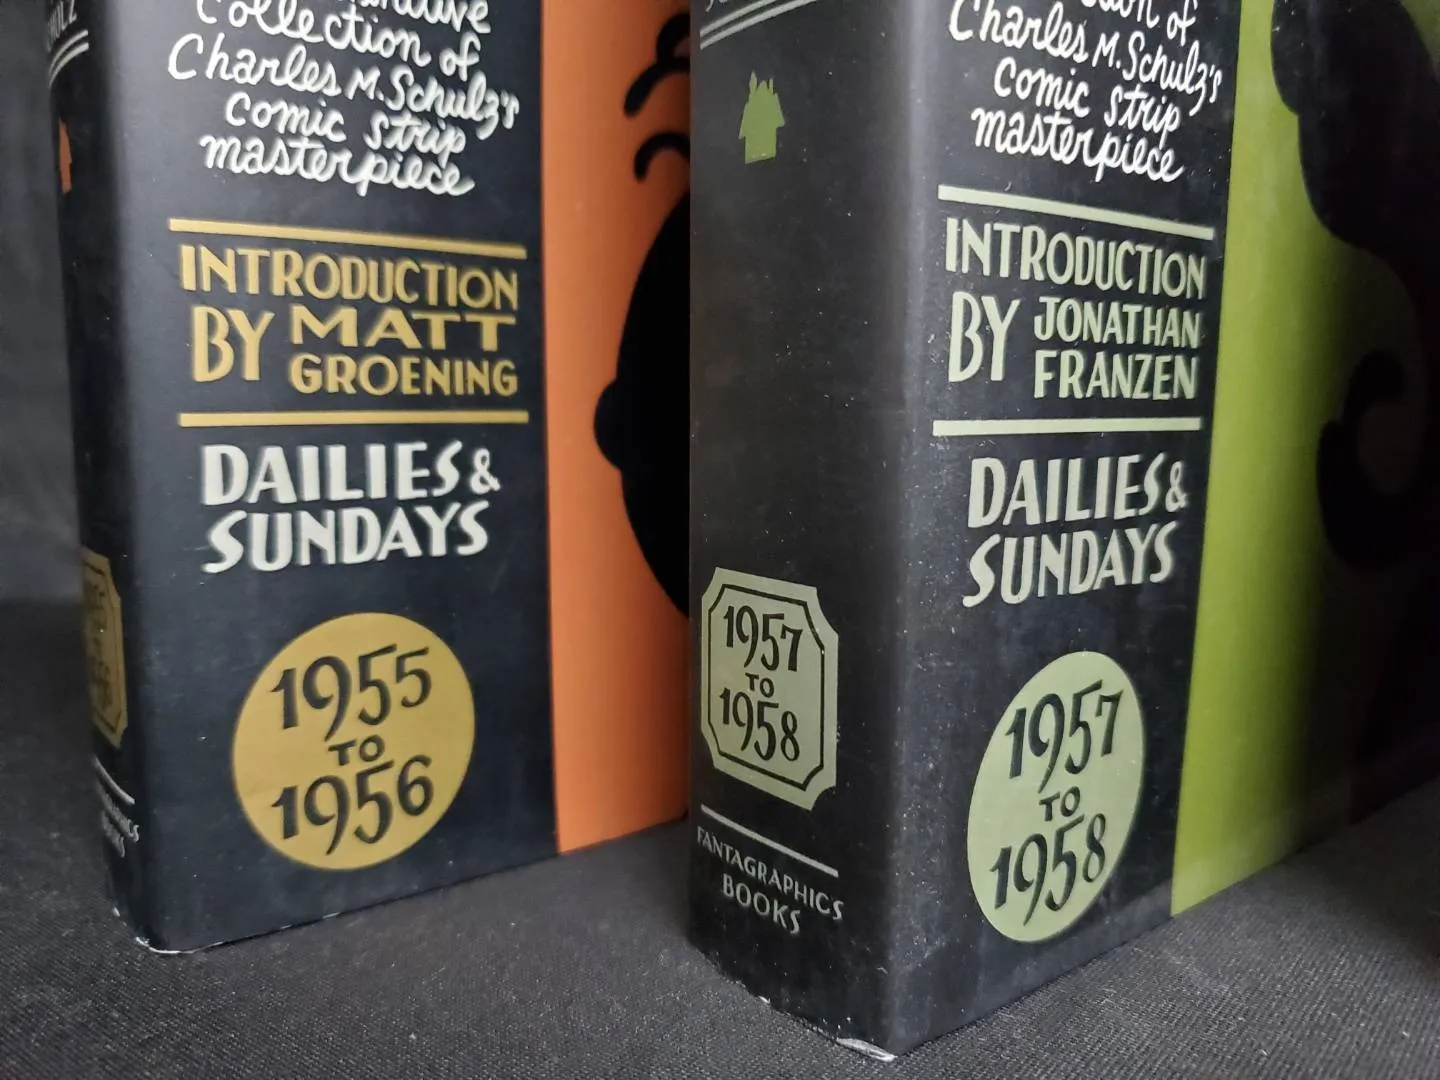 Collection of
Charles M. Schulz's
comic strip
masterpiece
INTRODUCTION
BY MATT
GROENING
DAILIES &
SUNDAYS
1955
TO
1956
1957
TO
1958
FANTAGRAPHICS
BOOKS
of
Charles M. Schulz's
comic strip
masterpiece
INTRODUCTION
BY JONATHAN
FRANZEN
DAILIES &
SUNDAYS
1957
TO
1958